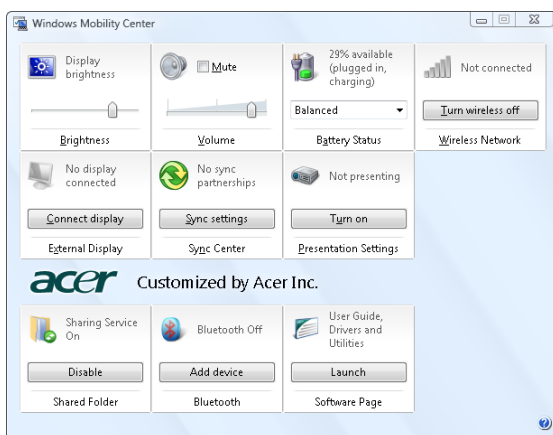 Windows Mobility Center
Display
brightness
Brightness
Mute
Volume
29% available
(plugged in,
charging)
Balanced
Battery Status
Not connected
Turn wireless off
Wireless Network
No display
connected
Connect display
External Display
No sync
partnerships
Sync settings
Sync Center
Not presenting
Turn on
Presentation Settings
acer Customized by Acer Inc.
Sharing Service
On
Disable
Shared Folder
Bluetooth Off
Add device
Bluetooth
User Guide,
Drivers and
Utilities
Launch
Software Page